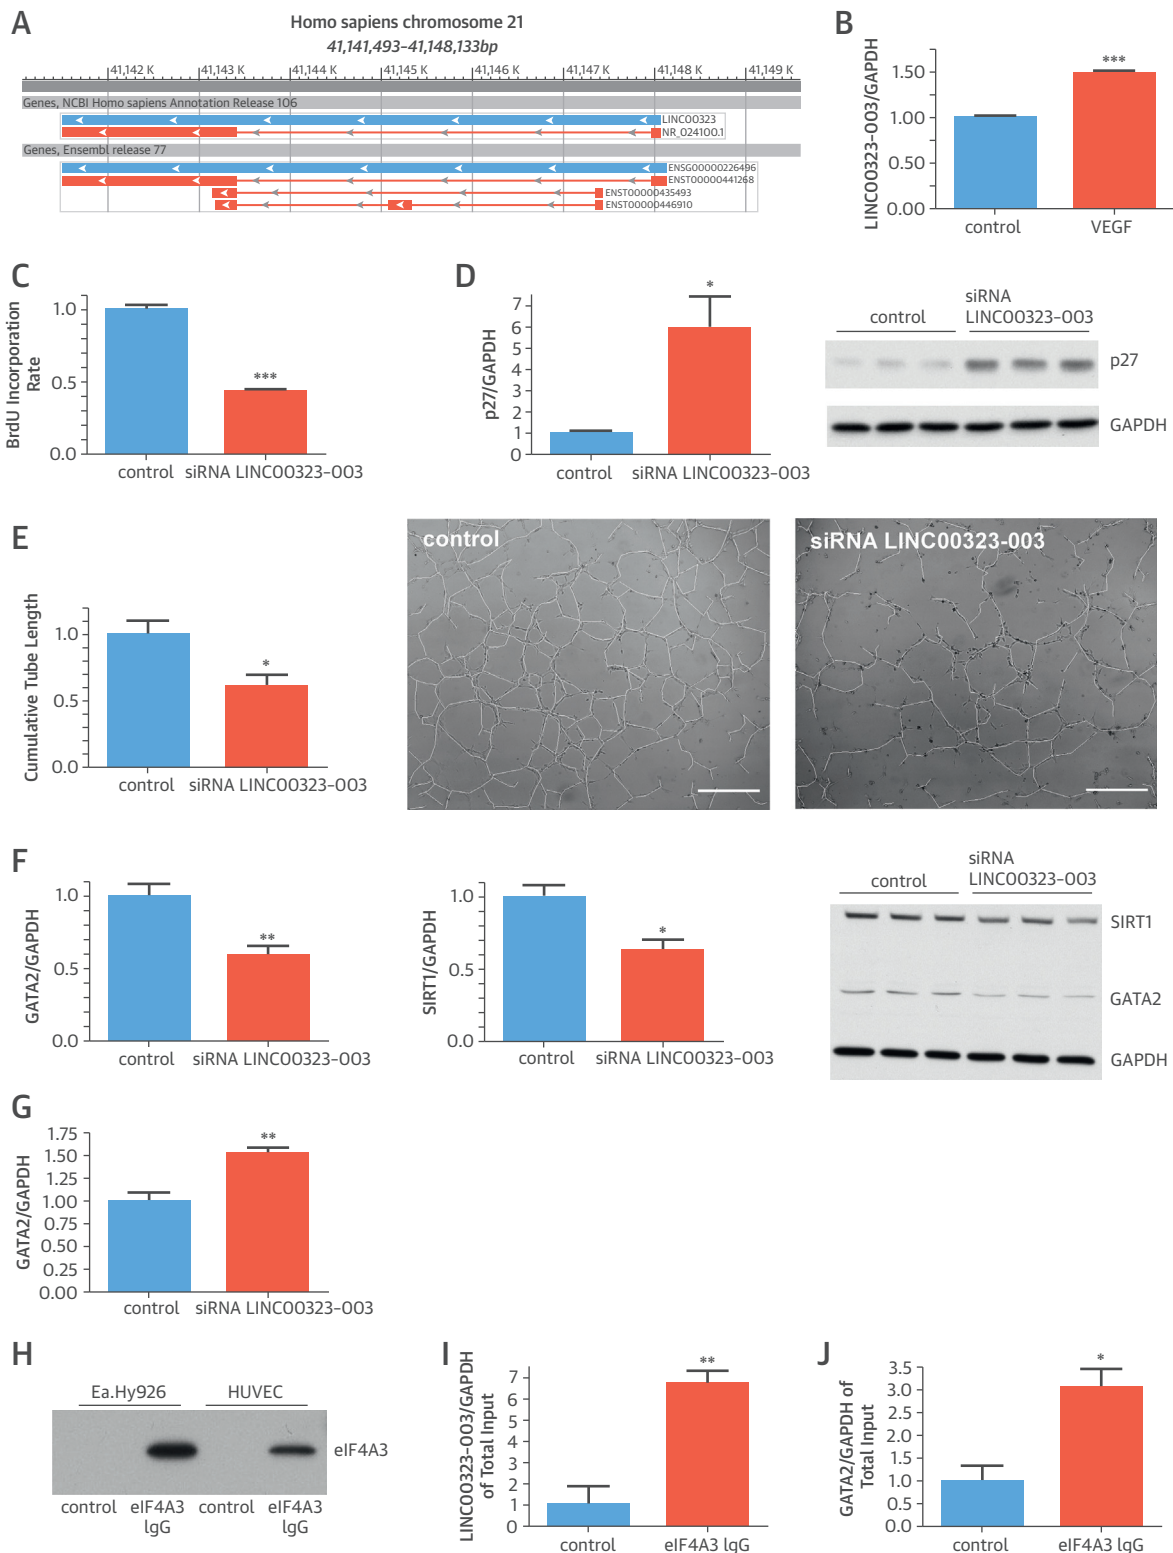 A
Homo sapiens chromosome 21
41,141,493–41,148,133bp
41,142 K 41,143 K 41,144 K 41,145 K 41,146 K 41,147 K 41,148 K 41,149 K
Genes, NCBI Homo sapiens Annotation Release 106
LINC00323
NR_024100.1
Genes, Ensembl release 77
ENSG00000226496
ENST00000441268
ENST00000435493
ENST00000446910
B
LINC00323-003/GAPDH
1.50
1.00
0.50
0.00
***
control VEGF
C
BrdU Incorporation
Rate
1.0
0.5
0.0
***
control siRNA LINC00323-003
D
p27/GAPDH
7
6
5
4
3
2
1
0
*
control siRNA LINC00323-003
control
siRNA
LINC00323-003
p27
GAPDH
E
Cumulative Tube Length
1.0
0.5
0.0
*
control siRNA LINC00323-003
control
siRNA LINC00323-003
F
GATA2/GAPDH
1.0
0.5
0.0
**
control siRNA LINC00323-003
SIRT1/GAPDH
1.0
0.5
0.0
*
control siRNA LINC00323-003
control
siRNA
LINC00323-003
SIRT1
GATA2
GAPDH
G
GATA2/GAPDH
1.75
1.50
1.25
1.00
0.75
0.50
0.25
0.00
**
control siRNA LINC00323-003
H
Ea.Hy926 HUVEC
eIF4A3
control eIF4A3 control eIF4A3
IgG IgG
I
LINC00323-003/GAPDH
of Total Input
7
6
5
4
3
2
1
0
**
control eIF4A3 IgG
J
GATA2/GAPDH of
Total Input
3.5
3.0
2.5
2.0
1.5
1.0
0.5
0.0
*
control eIF4A3 IgG